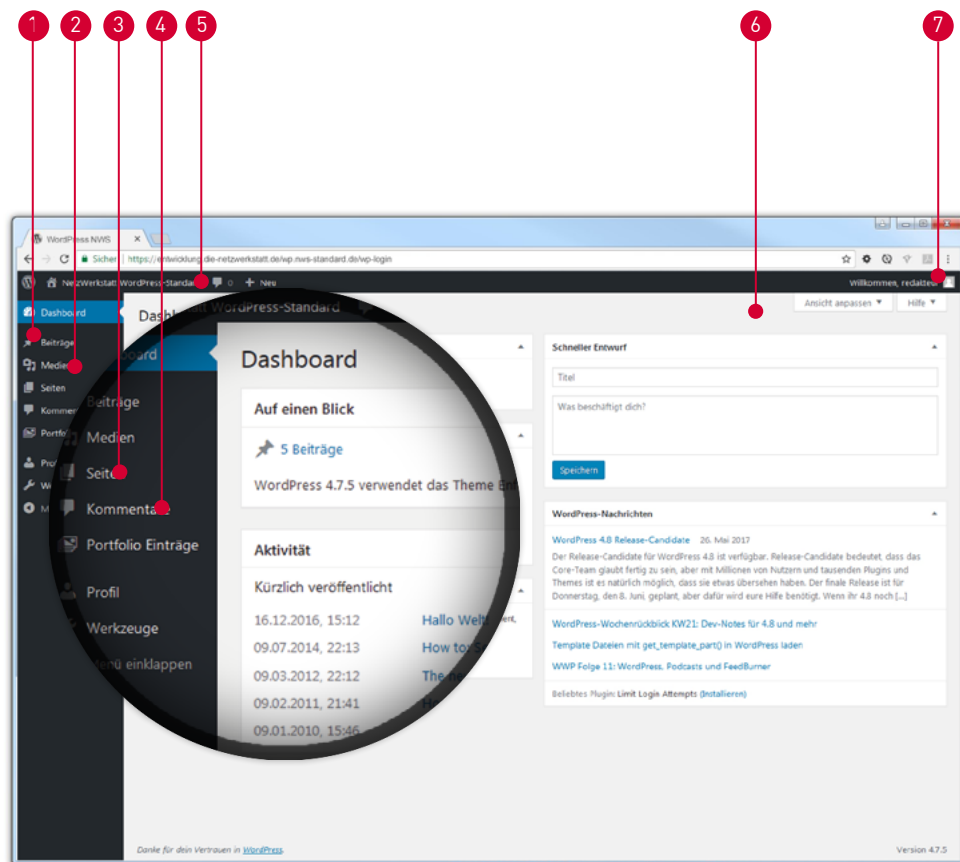 1 2 3 4 5 6 7
WordPress NWS
Sicher https://entwicklung.die-netzwerkstatt.de/wp.nws-standard.de/wp-login
Netzwerkstatt WordPress-Standard 0 + Neu
Willkommen, redakteur
Dashboard
Ansicht anpassen Hilfe
Beiträge
Medien
Seiten
WordPress-Standard
Dashboard
Auf einen Blick
5 Beiträge
WordPress 4.7.5 verwendet das Theme
Beiträge
Medien
Seiten
Kommentare
Portfolio Einträge
Profil
Werkzeuge
Menü einklappen
Aktivität
Kürzlich veröffentlicht
16.12.2016, 15:12 Hallo Welt
09.07.2014, 22:13 How to:
09.03.2012, 22:12 The
09.02.2011, 21:41
09.01.2010, 15:46
Schneller Entwurf
Titel
Was beschäftigt dich?
Speichern
WordPress-Nachrichten
WordPress 4.8 Release-Candidate 26. Mai 2017
Der Release-Candidate für WordPress 4.8 ist verfügbar. Release-Candidate bedeutet, dass das
Core-Team glaubt fertig zu sein, aber mit Millionen von Nutzern und tausenden Plugins und
Themes ist es natürlich möglich, dass sie etwas übersehen haben. Der finale Release ist für
Donnerstag, den 8. Juni, geplant, aber dafür wird eure Hilfe benötigt. Wenn ihr 4.8 noch [...]
WordPress-Wochenrückblick KW21: Dev-Notes für 4.8 und mehr
Template Dateien mit get_template_part() in WordPress laden
WWP Folge 11: WordPress, Podcasts und FeedBurner
Beliebtes Plugin: Limit Login Attempts (Installieren)
Danke für dein Vertrauen in WordPress.
Version 4.7.5